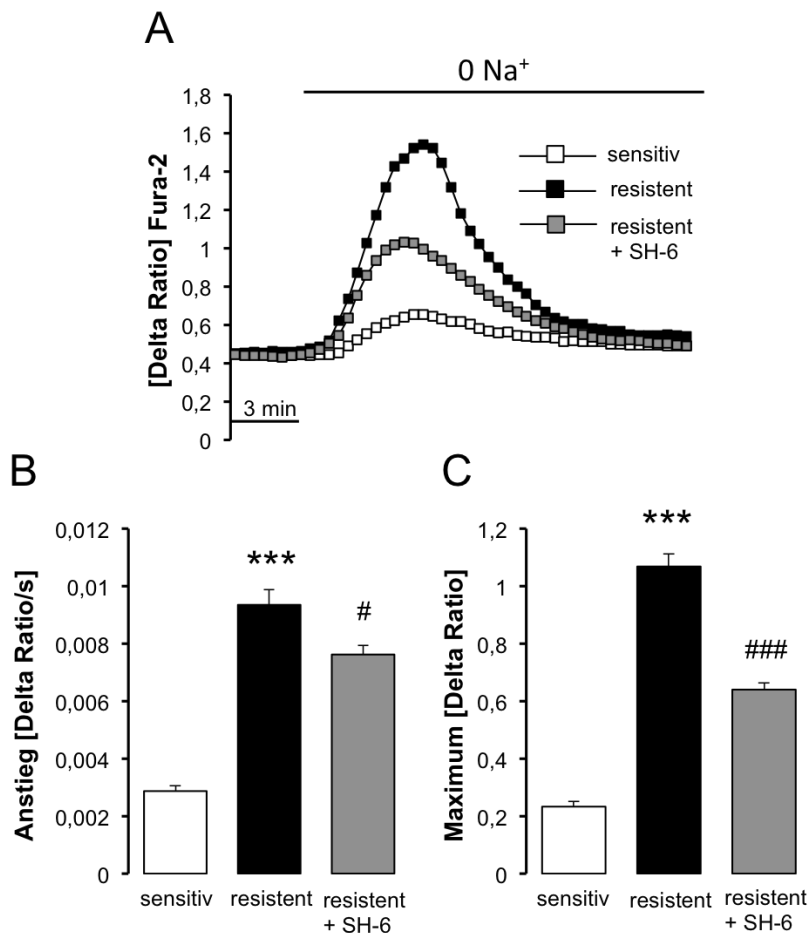 A
0 Na⁺
[Delta Ratio] Fura-2
1,8
1,6
1,4
1,2
1
0,8
0,6
0,4
0,2
0
sensitiv
resistent
resistent
+ SH-6
3 min
B
Anstieg [Delta Ratio/s]
0,012
0,01
0,008
0,006
0,004
0,002
0
***
#
sensitiv
resistent
resistent
+ SH-6
C
Maximum [Delta Ratio]
1,2
1
0,8
0,6
0,4
0,2
0
***
###
sensitiv
resistent
resistent
+ SH-6